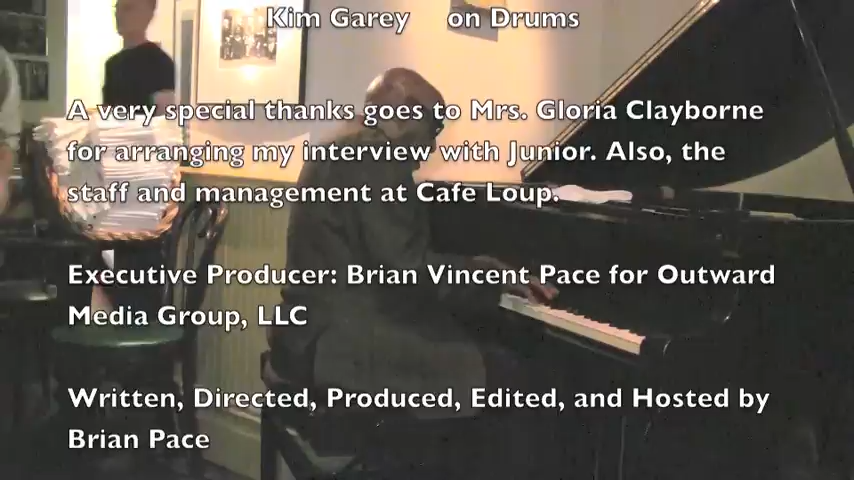 Kim Garey on Drums
A very special thanks goes to Mrs. Gloria Clayborne
for arranging my interview with Junior. Also, the
staff and management at Cafe Loup.
Executive Producer: Brian Vincent Pace for Outward
Media Group, LLC
Written, Directed, Produced, Edited, and Hosted by
Brian Pace